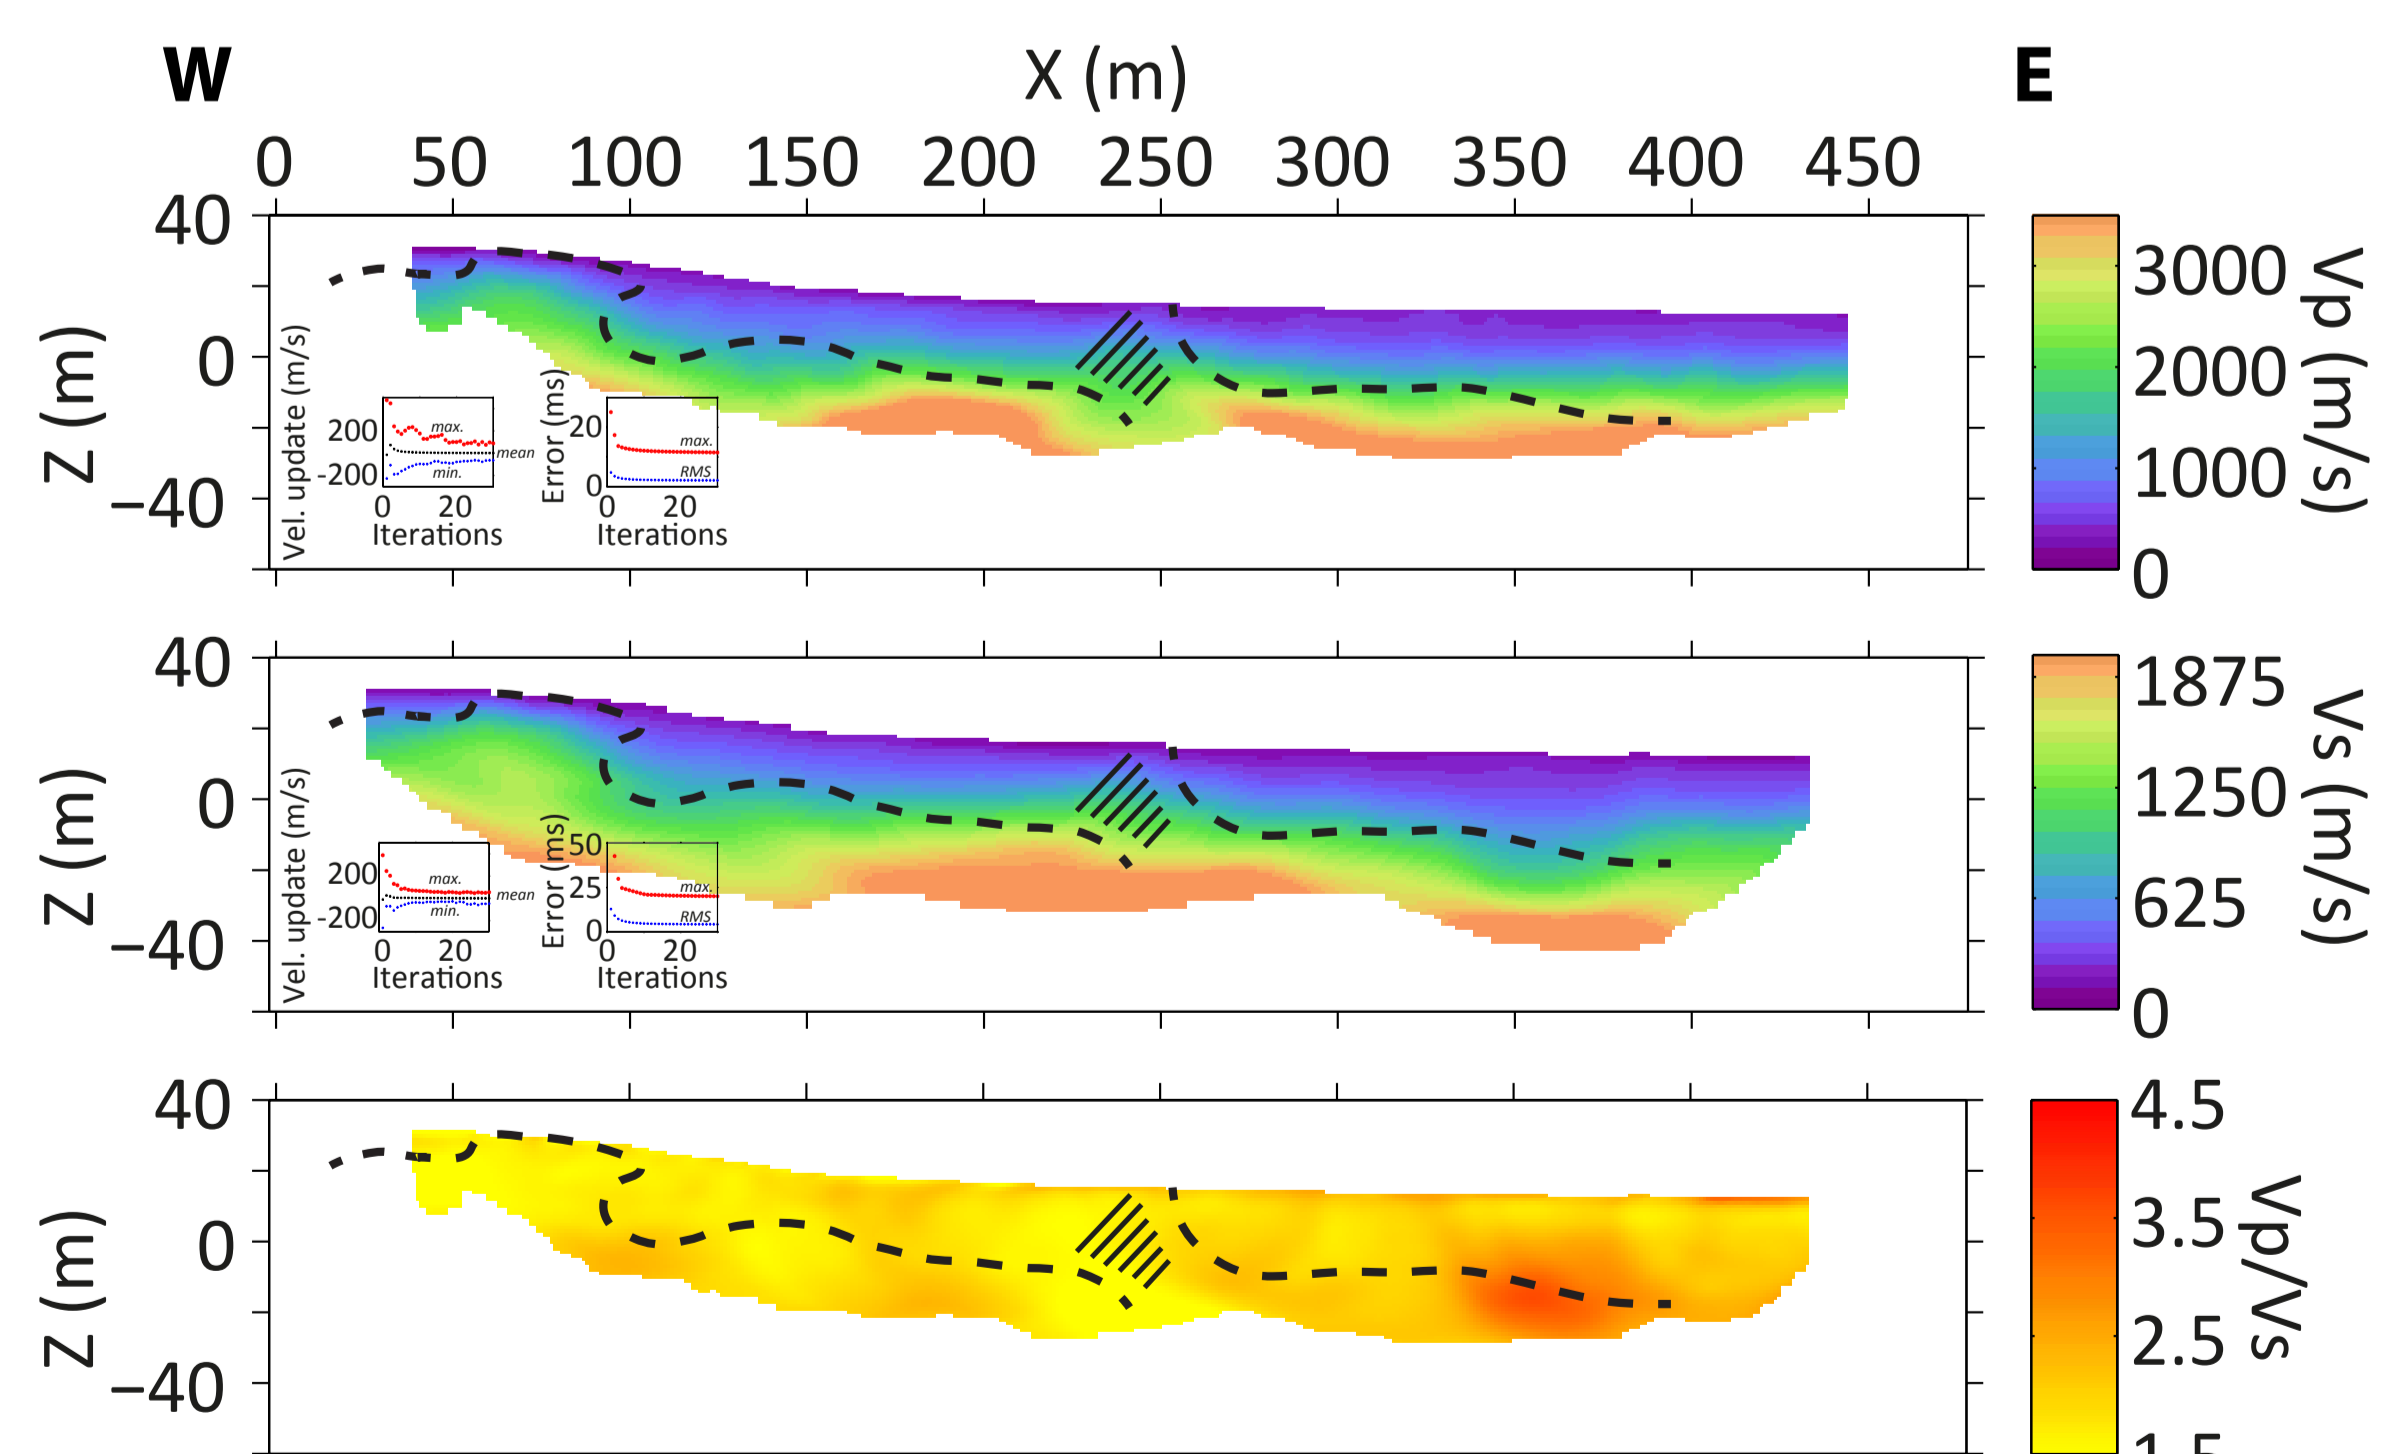 W X (m) E
0 50 100 150 200 250 300 350 400 450
40
0
−40
Z (m)
Vel. update (m/s)
200
-200
max.
mean
min.
0 20
Iterations
Error (ms)
20
0
max.
RMS
0 20
Iterations
3000
2000
1000
0
Vp (m/s)
40
0
−40
Z (m)
Vel. update (m/s)
200
-200
max.
mean
min.
0 20
Iterations
Error (ms)
50
25
0
max.
RMS
0 20
Iterations
1875
1250
625
0
Vs (m/s)
40
0
−40
Z (m)
4.5
3.5
2.5
1.5
Vp/Vs